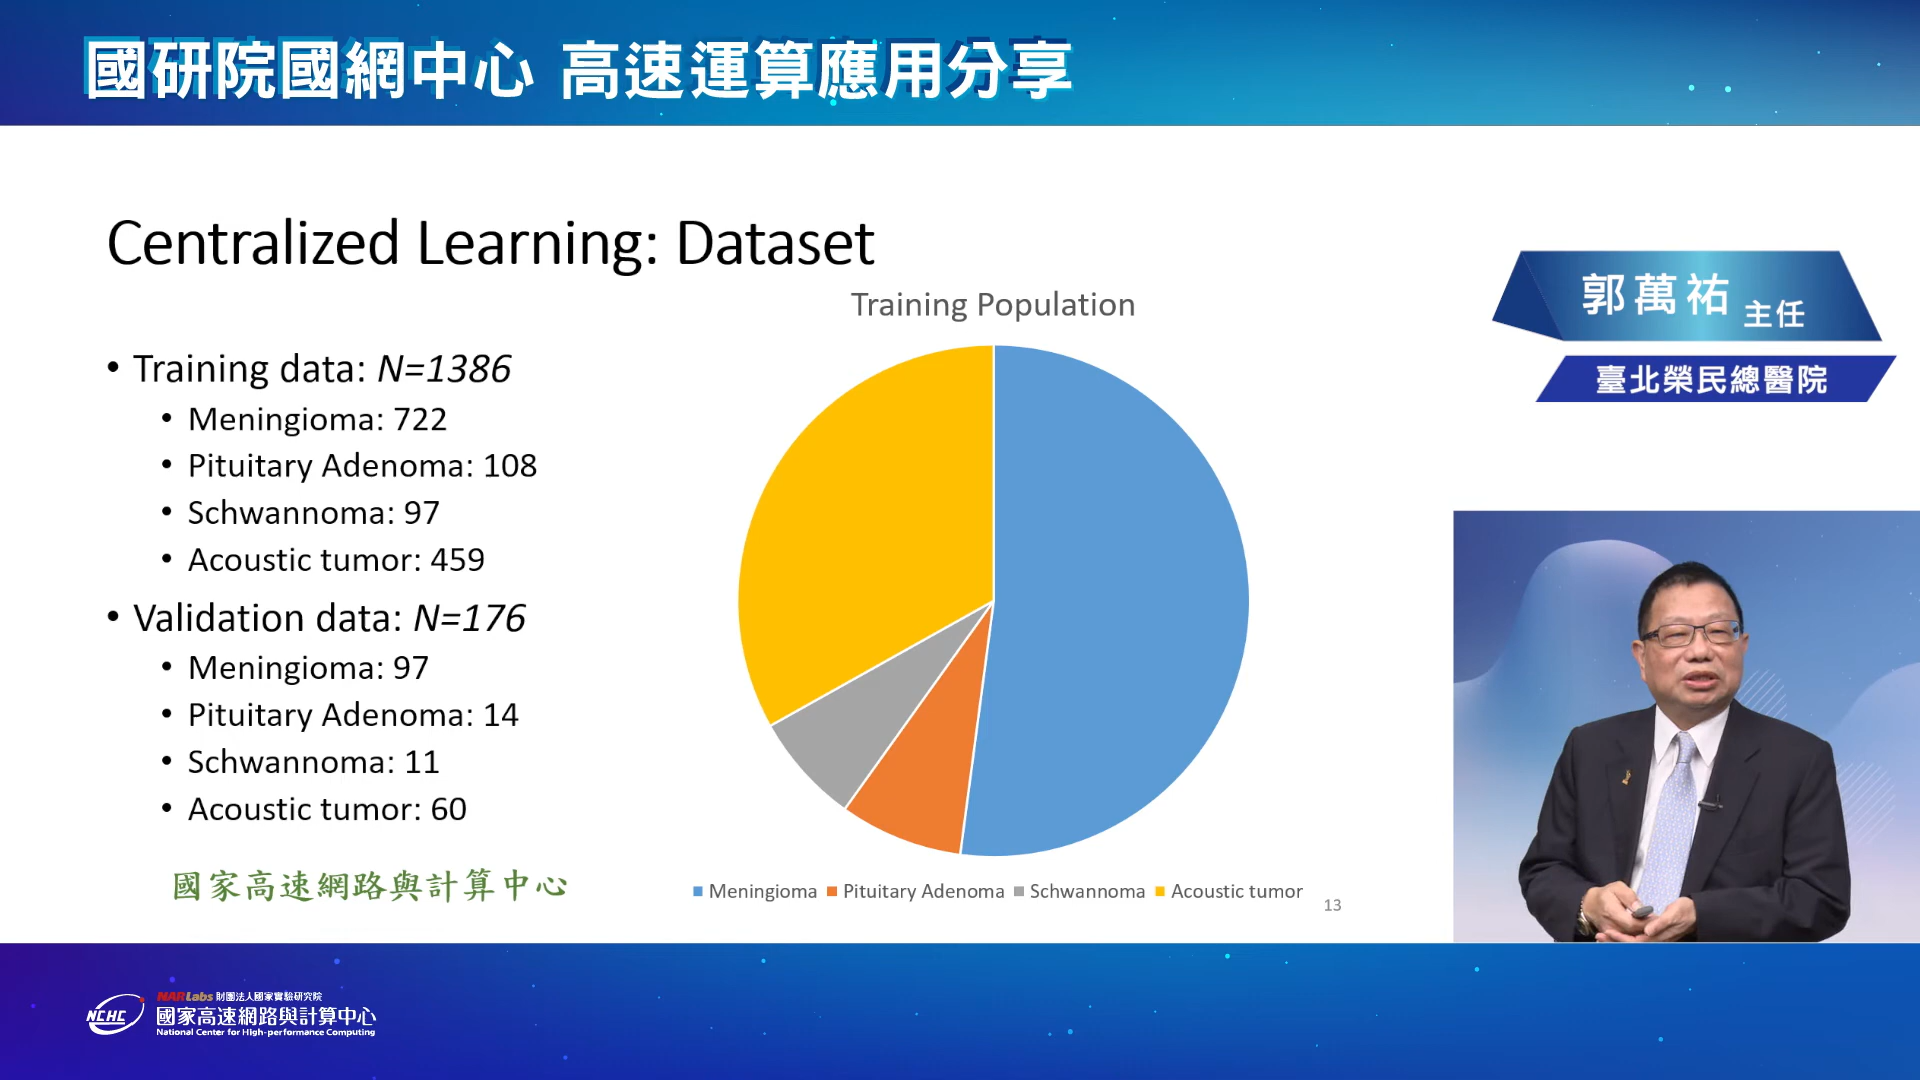 國研院國網中心 高速運算應用分享
Centralized Learning: Dataset
Training Population
• Training data: N=1386
• Meningioma: 722
• Pituitary Adenoma: 108
• Schwannoma: 97
• Acoustic tumor: 459
• Validation data: N=176
• Meningioma: 97
• Pituitary Adenoma: 14
• Schwannoma: 11
• Acoustic tumor: 60
國家高速網路與計算中心
Meningioma Pituitary Adenoma Schwannoma Acoustic tumor
13
郭萬祐 主任
臺北榮民總醫院
NCHC
NARLabs 財團法人國家實驗研究院
國家高速網路與計算中心
National Center for High-performance Computing